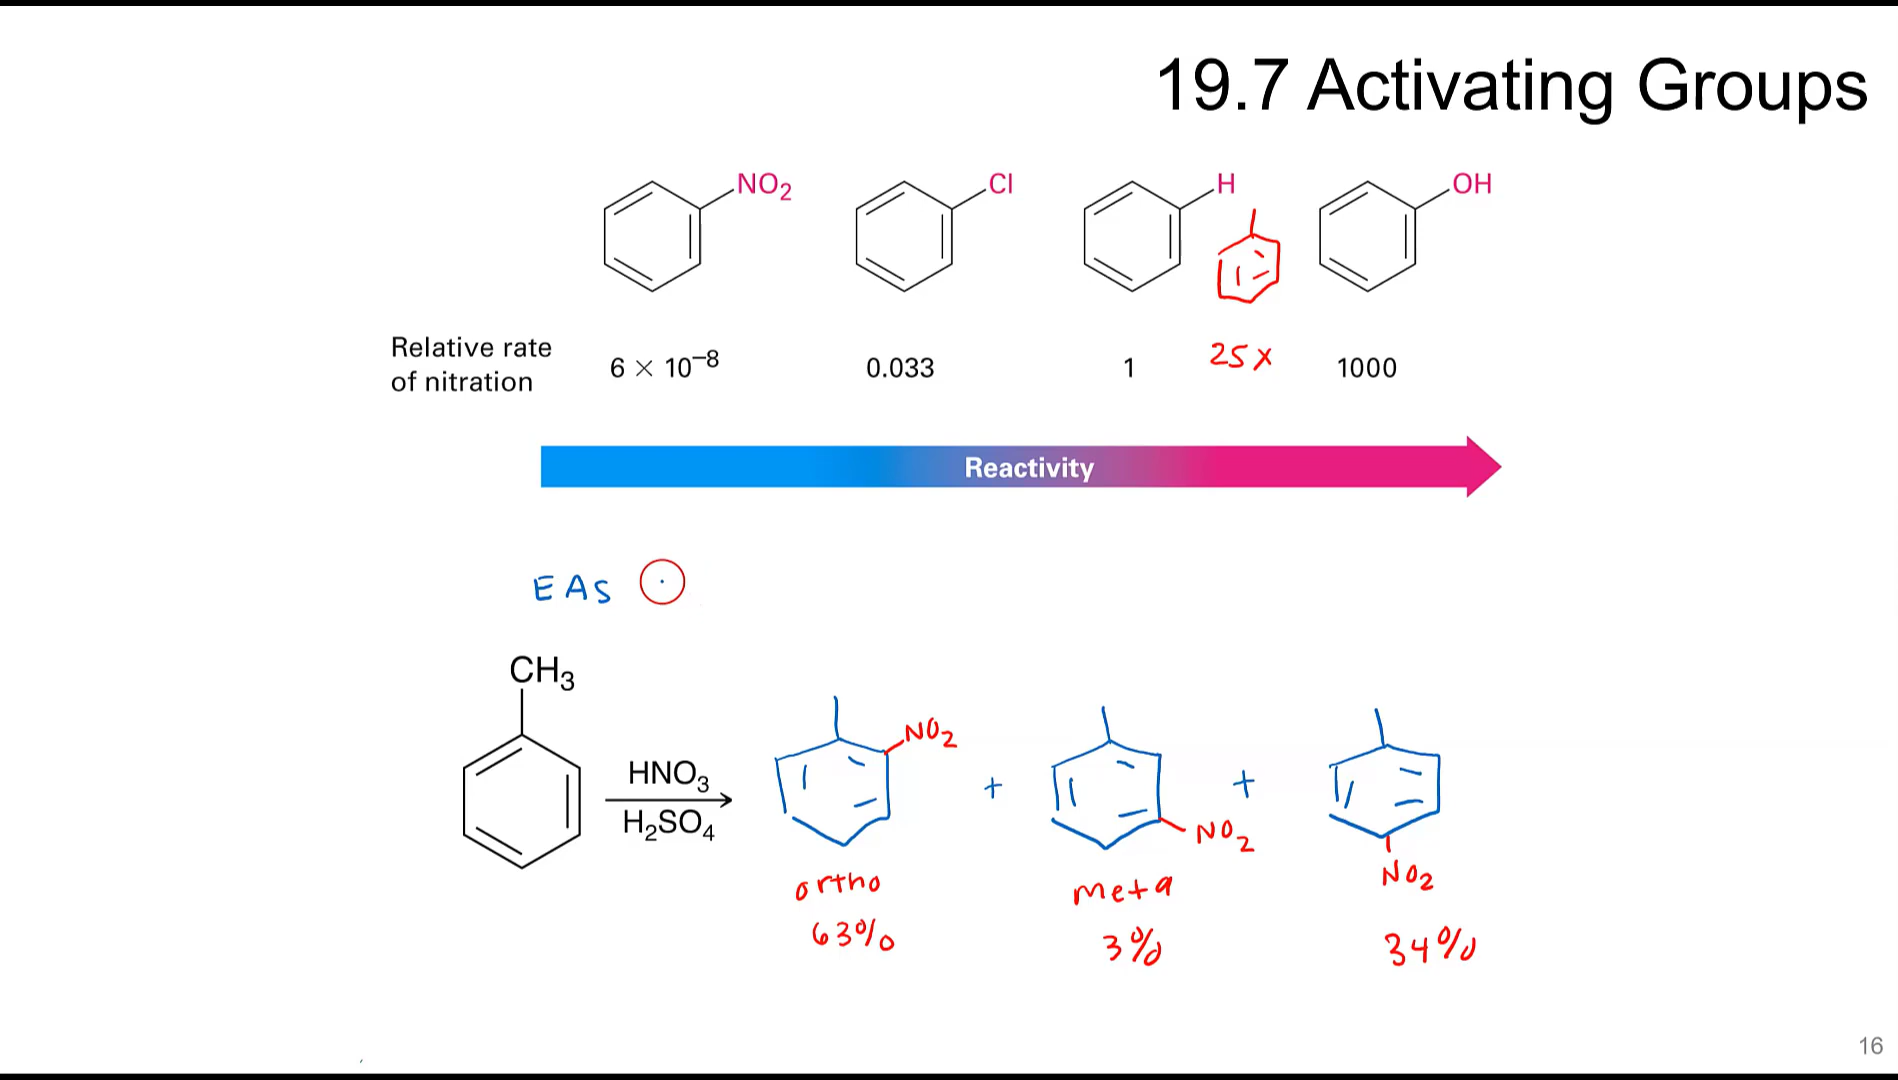 19.7 Activating Groups
NO₂ Cl H OH
Relative rate
of nitration
6 × 10⁻⁸ 0.033 1 25x 1000
Reactivity
EAS
CH₃
HNO₃
H₂SO₄
NO₂
+
NO₂
+
NO₂
ortho meta
63% 3% 34%
16